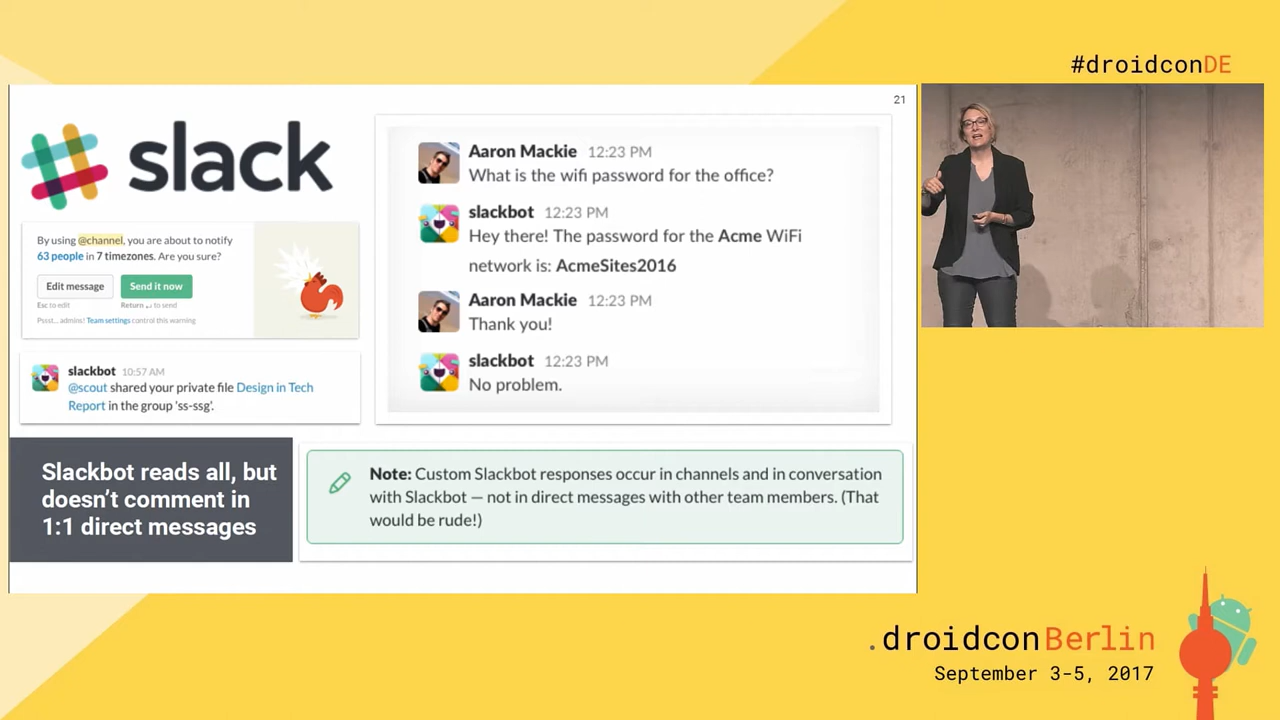 #droidconDE
21
slack
By using @channel, you are about to notify
63 people in 7 timezones. Are you sure?
Edit message
Send it now
Esc to edit
Return ↵ to send
Pssst... admins! Team settings control this warning
slackbot 10:57 AM
@scout shared your private file Design in Tech
Report in the group 'ss-ssg'.
Aaron Mackie 12:23 PM
What is the wifi password for the office?
slackbot 12:23 PM
Hey there! The password for the Acme WiFi
network is: AcmeSites2016
Aaron Mackie 12:23 PM
Thank you!
slackbot 12:23 PM
No problem.
Slackbot reads all, but
doesn't comment in
1:1 direct messages
Note: Custom Slackbot responses occur in channels and in conversation
with Slackbot — not in direct messages with other team members. (That
would be rude!)
.droidconBerlin
September 3-5, 2017